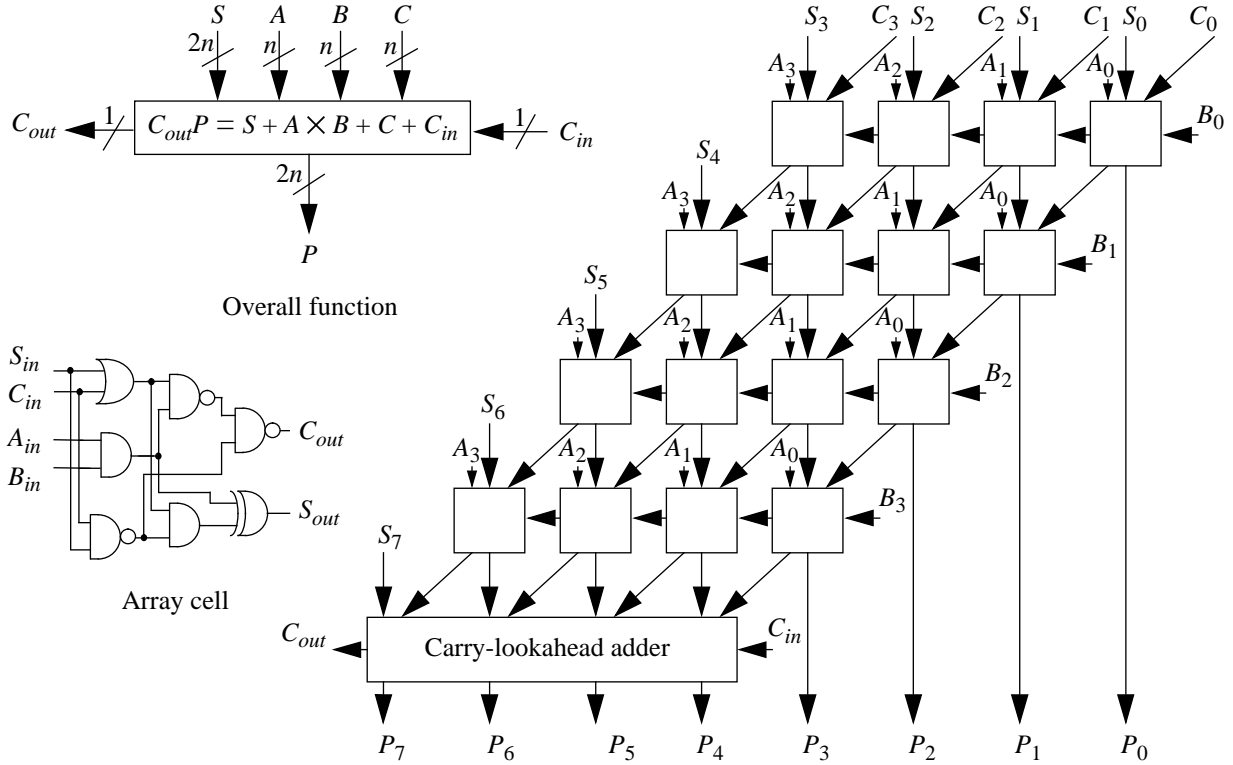 S A B C
2n n n n
C_out 1 C_outP = S + A × B + C + C_in 1 C_in
2n
P
Overall function
S_3 C_3 S_2 C_2 S_1 C_1 S_0 C_0
A_3 A_2 A_1 A_0
B_0
S_4
A_3 A_2 A_1 A_0
B_1
S_5
A_3 A_2 A_1 A_0
B_2
S_6
A_3 A_2 A_1 A_0
B_3
S_7
C_out Carry-lookahead adder C_in
P_7 P_6 P_5 P_4 P_3 P_2 P_1 P_0
S_in
C_in
A_in
B_in
C_out
S_out
Array cell